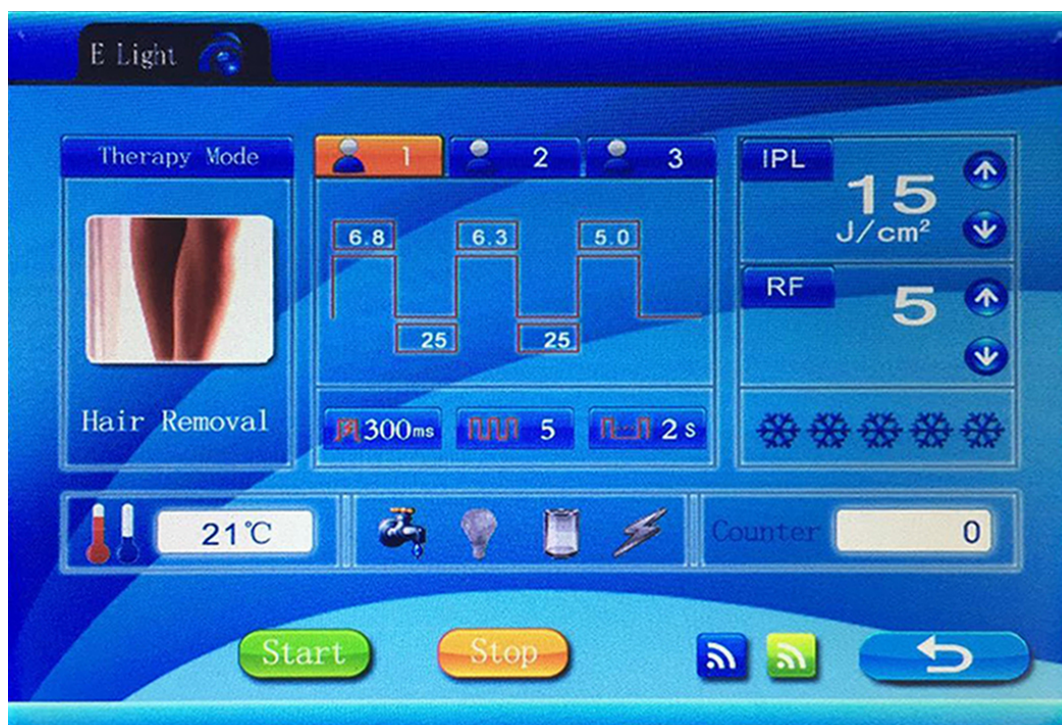 E Light
Therapy Mode
1
2
3
IPL
15
J/cm²
6.8
6.3
5.0
RF
5
25
25
Hair Removal
300ms
5
2 s
21℃
Counter
0
Start
Stop